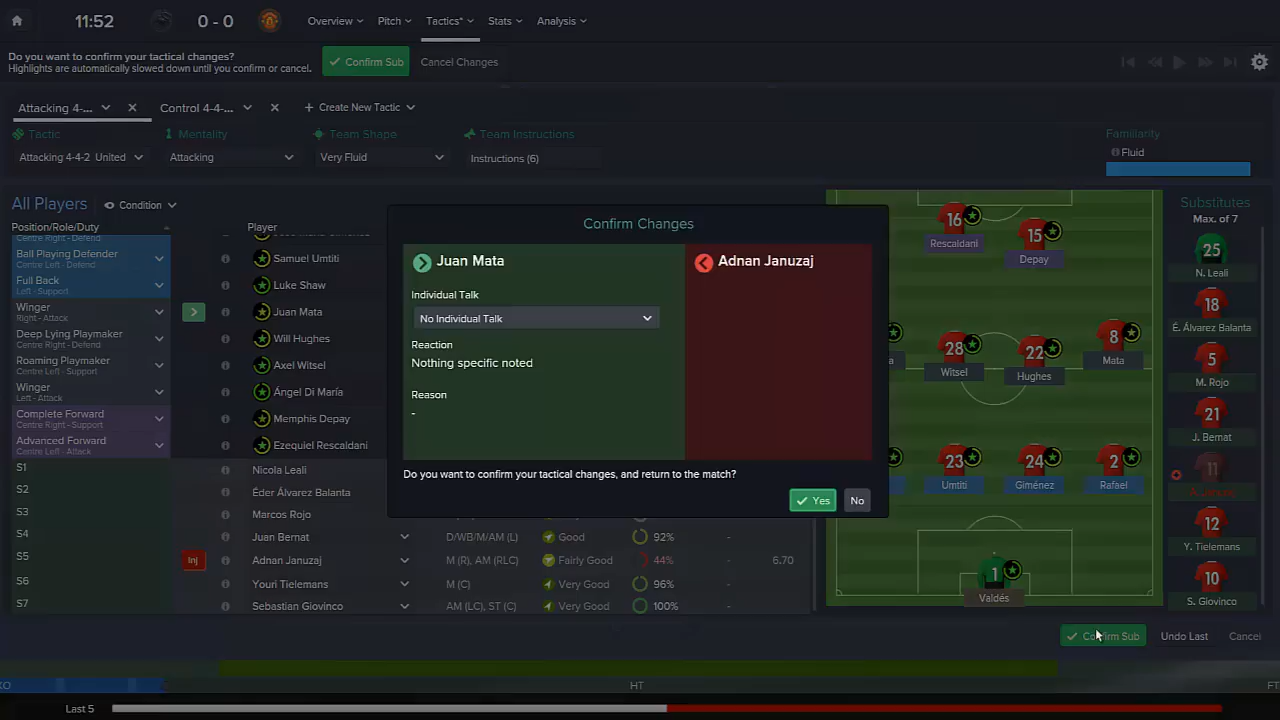 11:52
0 - 0
Overview
Pitch
Tactics*
Stats
Analysis
Do you want to confirm your tactical changes?
Highlights are automatically slowed down until you confirm or cancel.
Confirm Sub
Cancel Changes
Attacking 4-...
Control 4-4-...
Create New Tactic
Tactic
Mentality
Team Shape
Team Instructions
Familiarity
Attacking 4-4-2 United
Attacking
Very Fluid
Instructions (6)
Fluid
All Players
Condition
Position/Role/Duty
Player
Centre Right - Defend
Ball Playing Defender
Centre Left - Defend
Samuel Umtiti
Full Back
Left - Support
Luke Shaw
Winger
Right - Attack
Juan Mata
Deep Lying Playmaker
Centre Right - Defend
Will Hughes
Roaming Playmaker
Centre Left - Support
Axel Witsel
Winger
Left - Attack
Ángel Di María
Complete Forward
Centre Right - Support
Memphis Depay
Advanced Forward
Centre Left - Attack
Ezequiel Rescaldani
S1
Nicola Leali
S2
Éder Álvarez Balanta
S3
Marcos Rojo
S4
Juan Bernat
D/WB/M/AM (L)
Good
92%
-
S5
Inj
Adnan Januzaj
M (R), AM (RLC)
Fairly Good
44%
-
6.70
S6
Youri Tielemans
M (C)
Very Good
96%
-
S7
Sebastian Giovinco
AM (LC), ST (C)
Very Good
100%
-
Confirm Changes
Juan Mata
Adnan Januzaj
Individual Talk
No Individual Talk
Reaction
Nothing specific noted
Reason
-
Do you want to confirm your tactical changes, and return to the match?
Yes
No
16
Rescaldani
15
Depay
28
Witsel
22
Hughes
8
Mata
23
Umtiti
24
Giménez
2
Rafael
1
Valdés
Substitutes
Max. of 7
25
N. Leali
18
É. Álvarez Balanta
5
M. Rojo
21
J. Bernat
11
A. Januzaj
12
Y. Tielemans
10
S. Giovinco
Confirm Sub
Undo Last
Cancel
KO
HT
FT
Last 5